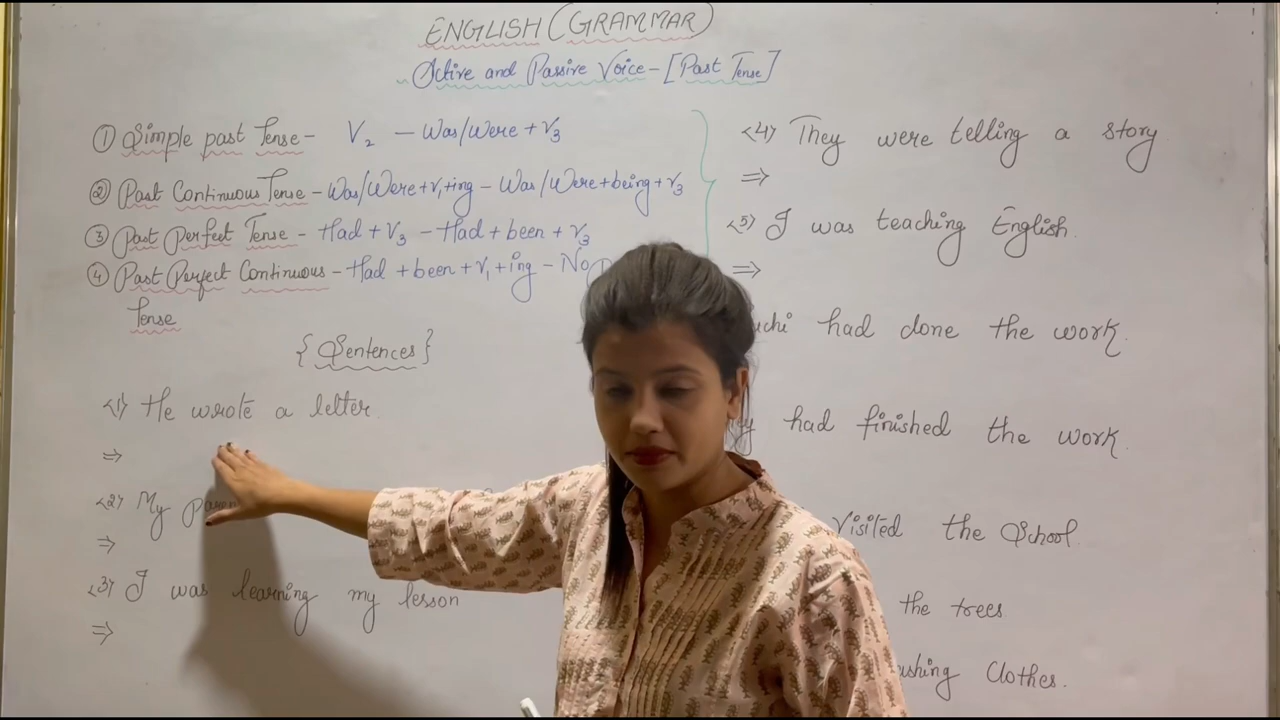 ENGLISH (GRAMMAR)
Active and Passive Voice - [Past Tense]
① Simple past Tense - V2 - Was/Were + V3
② Past Continuous Tense - Was/Were + V1 + ing - Was/Were + being + V3
③ Past Perfect Tense - Had + V3 - Had + been + V3
④ Past Perfect Continuous - Had + been + V1 + ing - No
Tense
{Sentences}
<1> He wrote a letter.
⇒
<2> My
⇒
<3> I was learning my lesson
⇒
<4> They were telling a story
⇒
<5> I was teaching English.
⇒
had done the work.
had finished the work.
visited the School.
the trees.
Clothes.